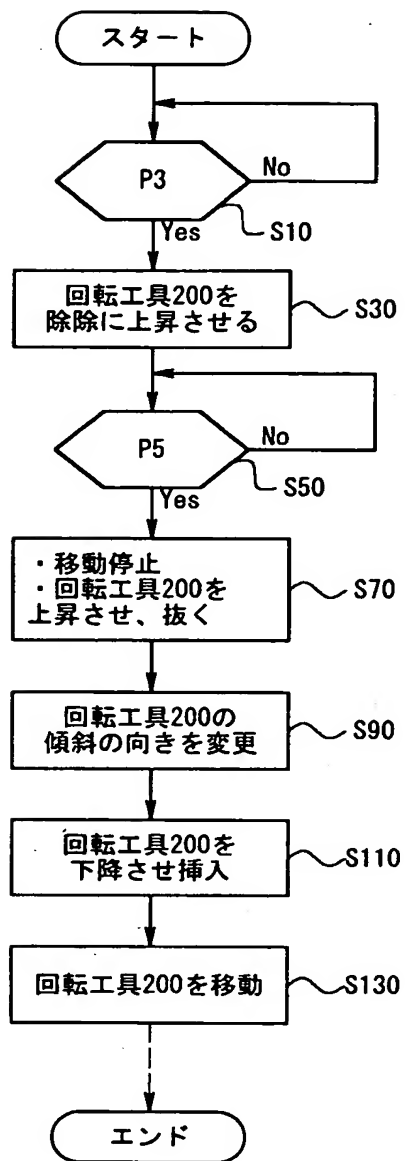 スタート
P3
No
Yes
S10
回転工具200を
除除に上昇させる
S30
P5
No
Yes
S50
・移動停止
・回転工具200を
上昇させ、抜く
S70
回転工具200の
傾斜の向きを変更
S90
回転工具200を
下降させ挿入
S110
回転工具200を移動
S130
エンド